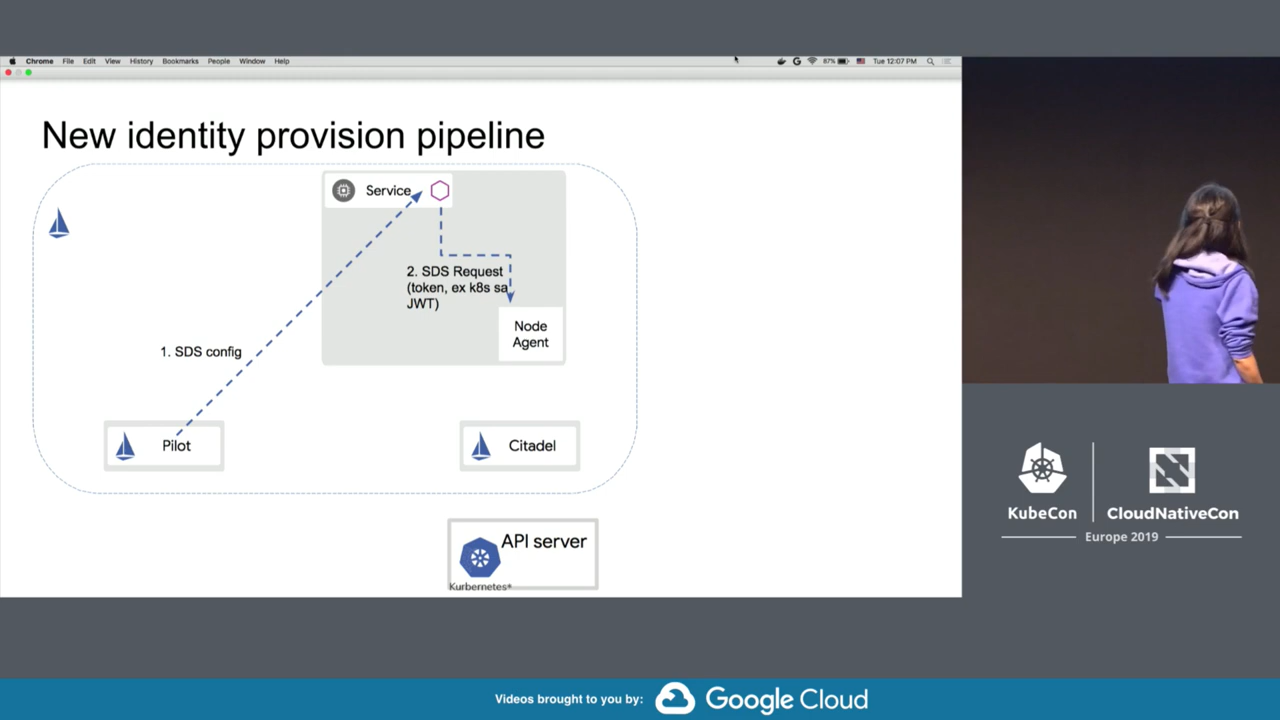 Chrome File Edit View History Bookmarks People Window Help
87% Tue 12:07 PM
New identity provision pipeline
Service
2. SDS Request
(token, ex k8s sa
JWT)
Node
Agent
1. SDS config
Pilot
Citadel
API server
Kurbernetes*
KubeCon
CloudNativeCon
Europe 2019
Videos brought to you by:
Google Cloud